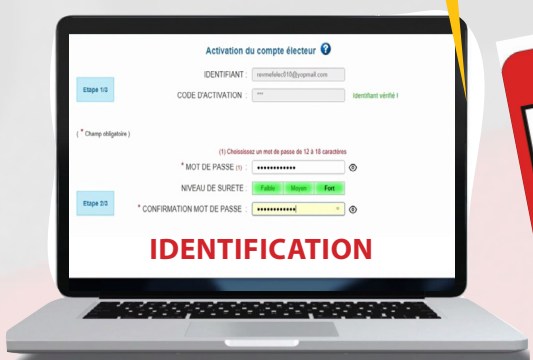 Activation du compte électeur ?
IDENTIFIANT :
CODE D'ACTIVATION : ***
Identifiant vérifié !
Etape 1/2
( * Champ obligatoire )
(1) Choisissez un mot de passe de 12 à 18 caractères
* MOT DE PASSE (1) : ••••••••••••
NIVEAU DE SURETE : Faible Moyen Fort
Etape 2/2
* CONFIRMATION MOT DE PASSE : ••••••••••••
IDENTIFICATION